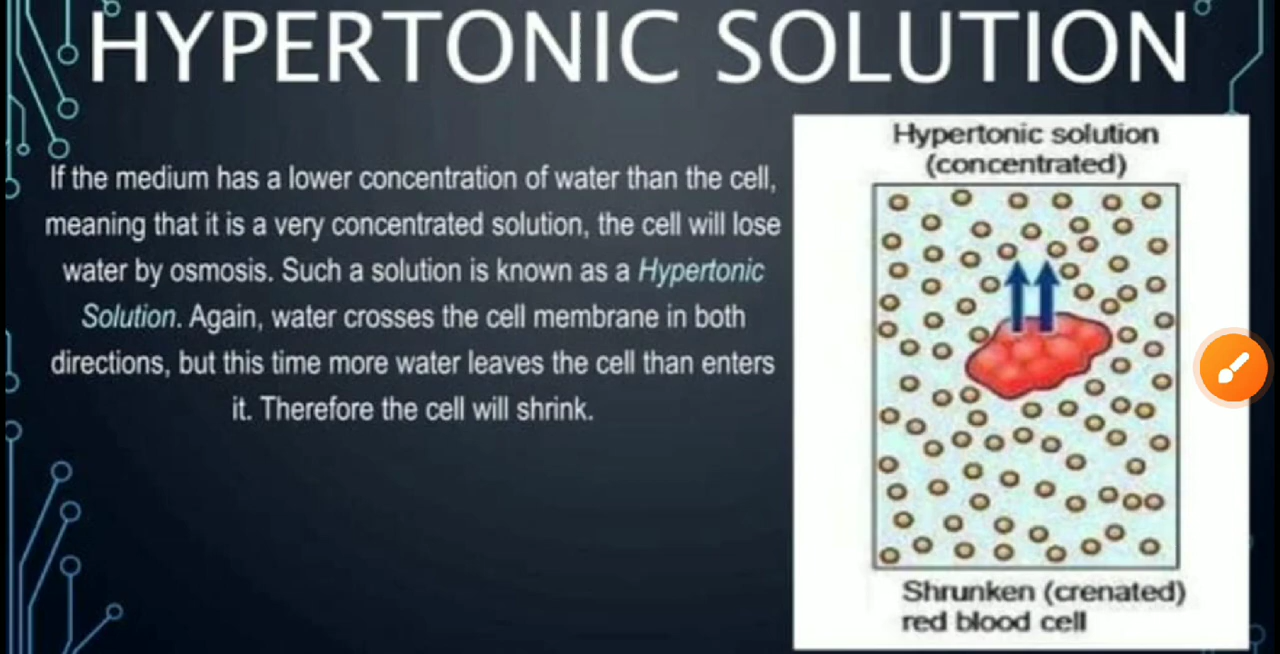 HYPERTONIC SOLUTION
If the medium has a lower concentration of water than the cell,
meaning that it is a very concentrated solution, the cell will lose
water by osmosis. Such a solution is known as a Hypertonic
Solution. Again, water crosses the cell membrane in both
directions, but this time more water leaves the cell than enters
it. Therefore the cell will shrink.
Hypertonic solution
(concentrated)
Shrunken (crenated)
red blood cell